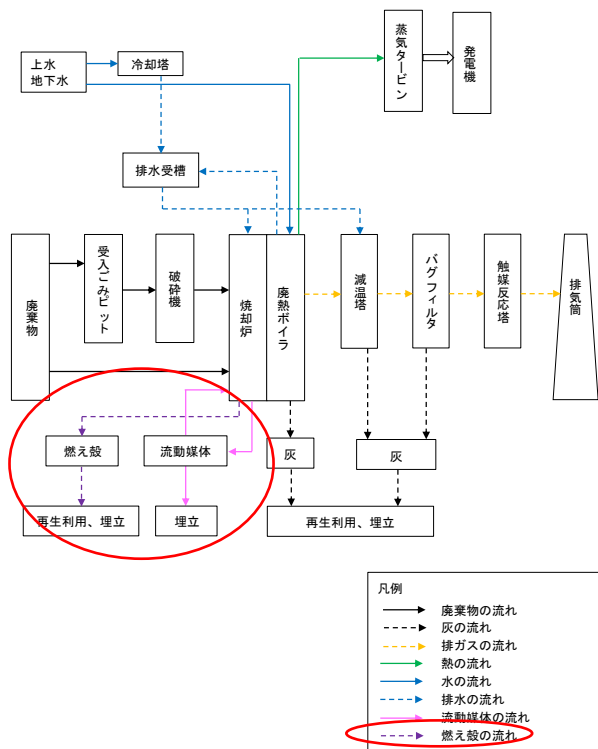 上水
地下水
冷却塔
蒸気タービン
発電機
排水受槽
廃棄物
受入ごみピット
破砕機
焼却炉
廃熱ボイラ
減温塔
バグフィルタ
触媒反応塔
排気筒
燃え殻
流動媒体
灰
灰
再生利用、埋立
埋立
再生利用、埋立
凡例
廃棄物の流れ
灰の流れ
排ガスの流れ
熱の流れ
水の流れ
排水の流れ
流動媒体の流れ
燃え殻の流れ